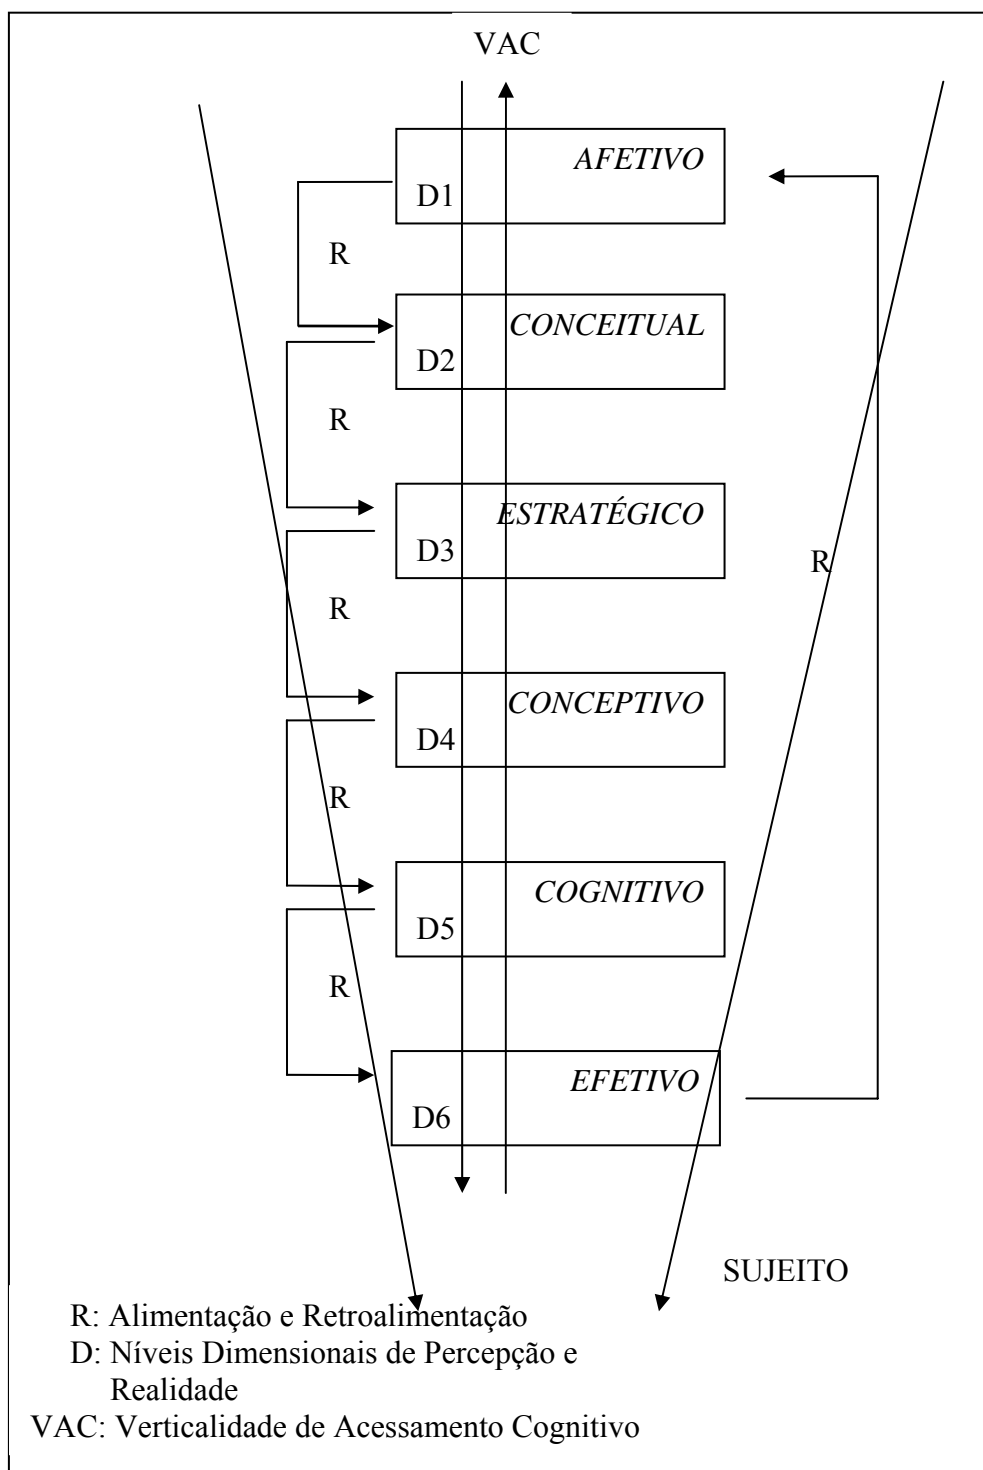 VAC
AFETIVO
D1
R
CONCEITUAL
D2
R
ESTRATÉGICO
D3
R
R
CONCEPTIVO
D4
R
COGNITIVO
D5
R
EFETIVO
D6
SUJEITO
R: Alimentação e Retroalimentação
D: Níveis Dimensionais de Percepção e
Realidade
VAC: Verticalidade de Acessamento Cognitivo